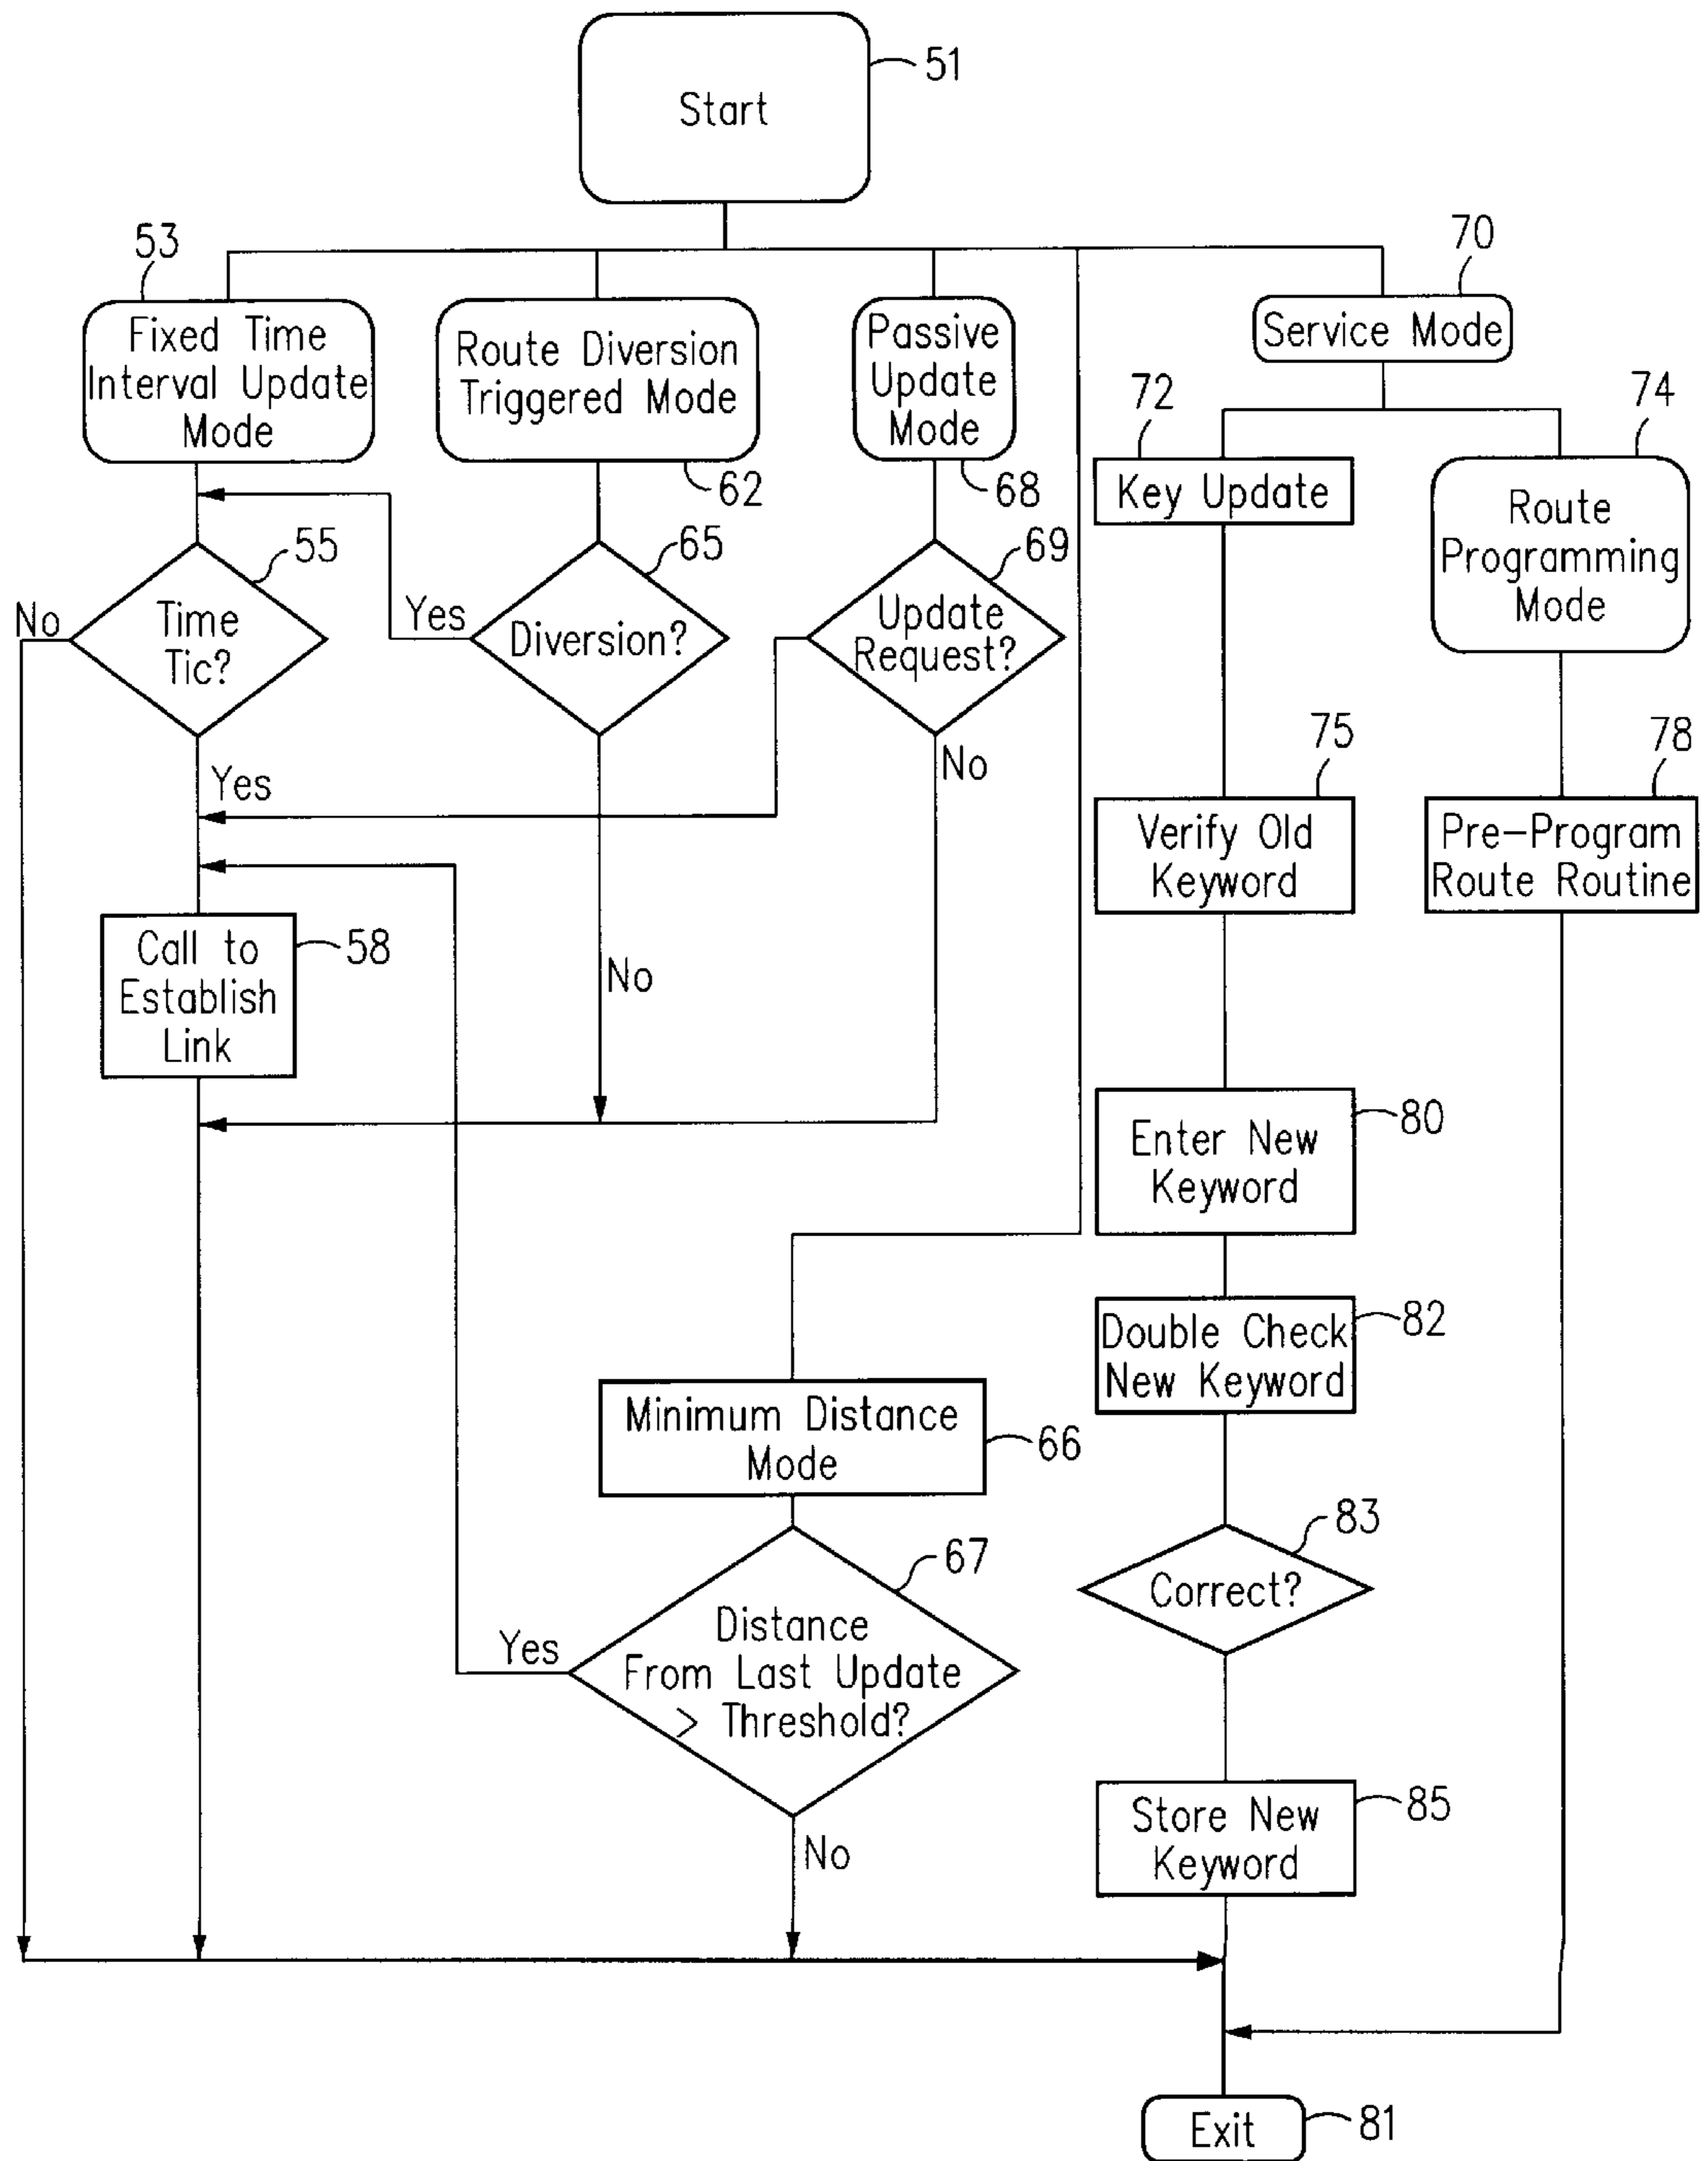 Start
51
53
70
Fixed Time
Interval Update
Mode
Route Diversion
Triggered Mode
Passive
Update
Mode
Service Mode
72
74
62
68
Key Update
Route
Programming
Mode
55
65
69
No
Time
Tic?
Yes
Diversion?
Update
Request?
75
78
Yes
No
Verify Old
Keyword
Pre-Program
Route Routine
Call to
Establish
Link
58
No
Enter New
Keyword
80
Double Check
New Keyword
82
Minimum Distance
Mode
66
83
Correct?
67
Yes
Distance
From Last Update
> Threshold?
Store New
Keyword
85
No
Exit
81